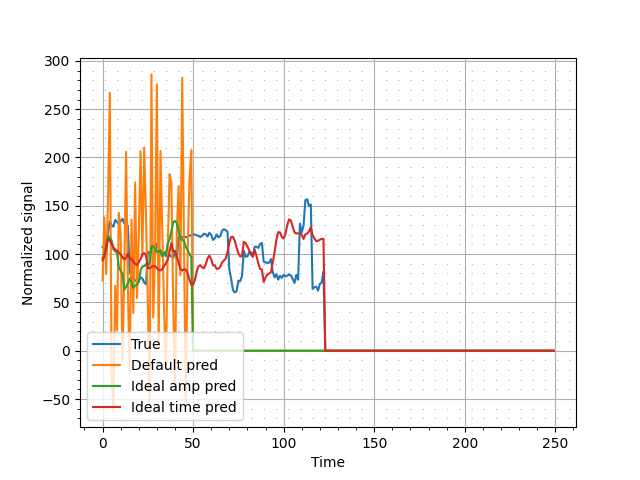 300
250
200
150
100
50
0
−50
Normalized signal
True
Default pred
Ideal amp pred
Ideal time pred
0 50 100 150 200 250
Time